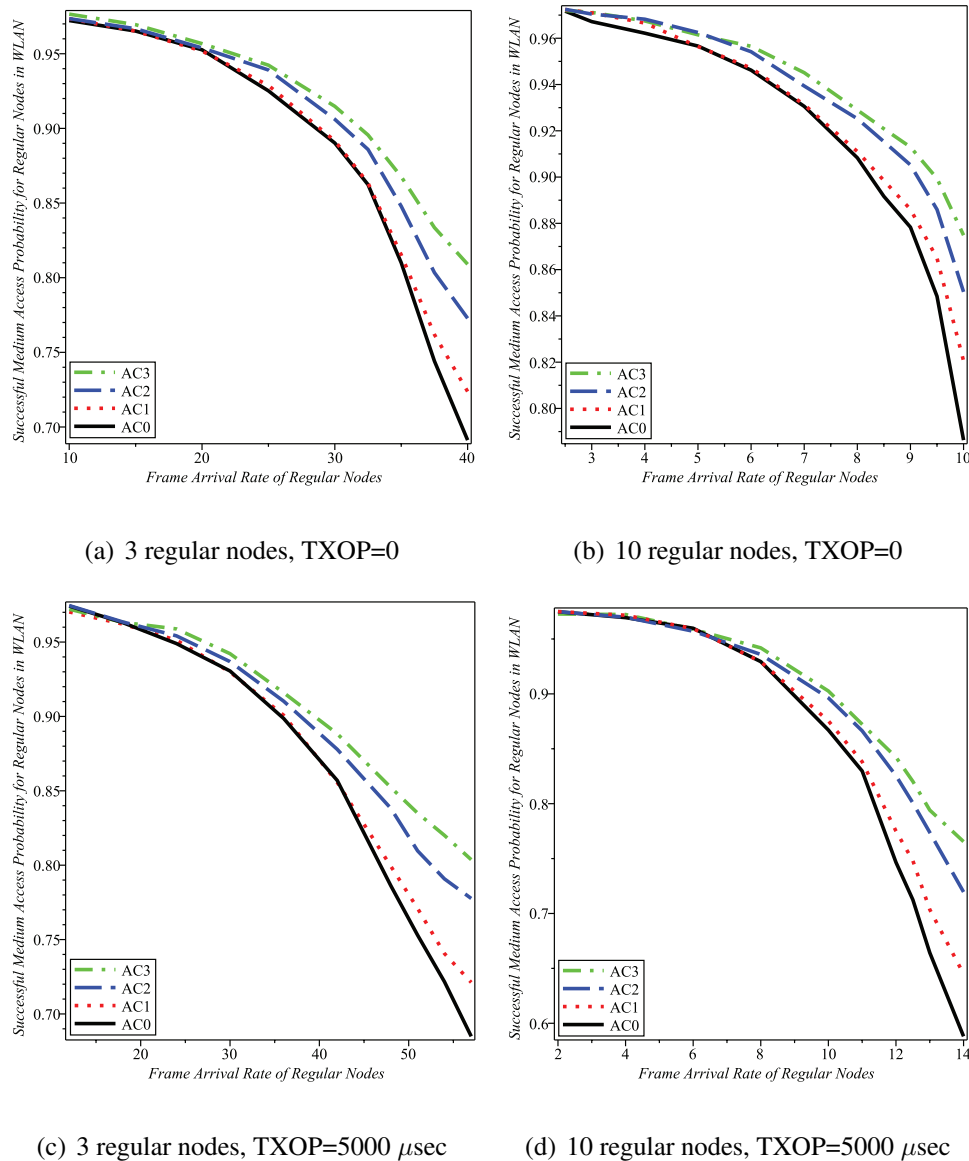 Successful Medium Access Probability for Regular Nodes in WLAN
0.95
0.90
0.85
0.80
0.75
0.70
AC3
AC2
AC1
AC0
10 20 30 40
Frame Arrival Rate of Regular Nodes
(a) 3 regular nodes, TXOP=0
Successful Medium Access Probability for Regular Nodes in WLAN
0.96
0.94
0.92
0.90
0.88
0.86
0.84
0.82
0.80
AC3
AC2
AC1
AC0
3 4 5 6 7 8 9 10
Frame Arrival Rate of Regular Nodes
(b) 10 regular nodes, TXOP=0
Successful Medium Access Probability for Regular Nodes in WLAN
0.95
0.90
0.85
0.80
0.75
0.70
AC3
AC2
AC1
AC0
20 30 40 50
Frame Arrival Rate of Regular Nodes
(c) 3 regular nodes, TXOP=5000 μsec
Successful Medium Access Probability for Regular Nodes in WLAN
0.9
0.8
0.7
0.6
AC3
AC2
AC1
AC0
2 4 6 8 10 12 14
Frame Arrival Rate of Regular Nodes
(d) 10 regular nodes, TXOP=5000 μsec